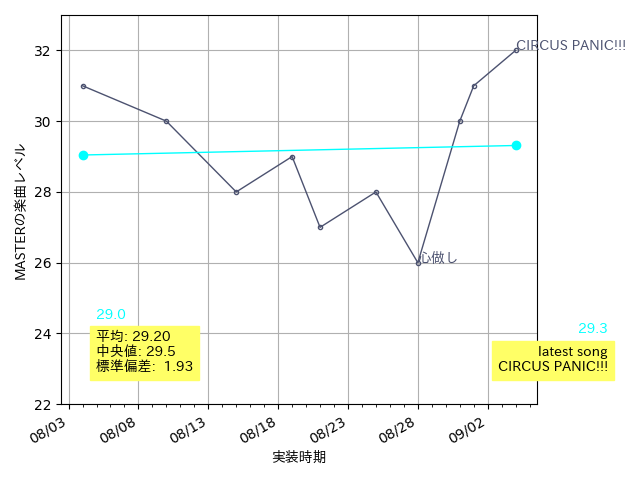 CIRCUS PANIC!!!
32
30
28
26
24
22
MASTERの楽曲レベル
心做し
29.0
平均: 29.20
中央値: 29.5
標準偏差: 1.93
29.3
latest song
CIRCUS PANIC!!!
08/03
08/08
08/13
08/18
08/23
08/28
09/02
実装時期